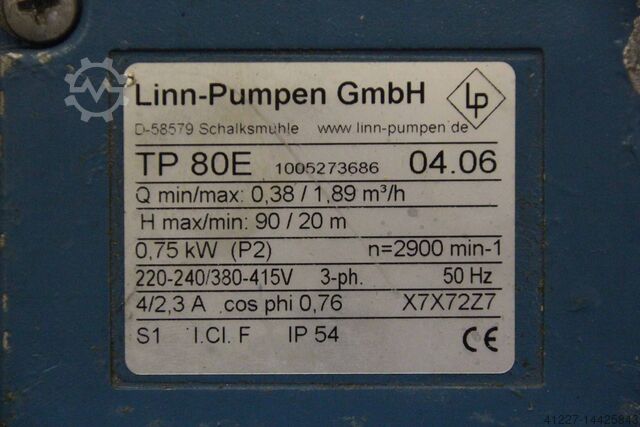 Linn-Pumpen GmbH
LP
D-58579 Schalksmühle www.linn-pumpen.de
TP 80E 1005273686 04.06
Q min/max: 0,38 / 1,89 m³/h
H max/min: 90 / 20 m
0,75 kW (P2) n=2900 min-1
220-240/380-415V 3-ph. 50 Hz
4/2,3 A cos phi 0,76 X7X72Z7
S1 I.Cl. F IP 54 CE
41227-14425843